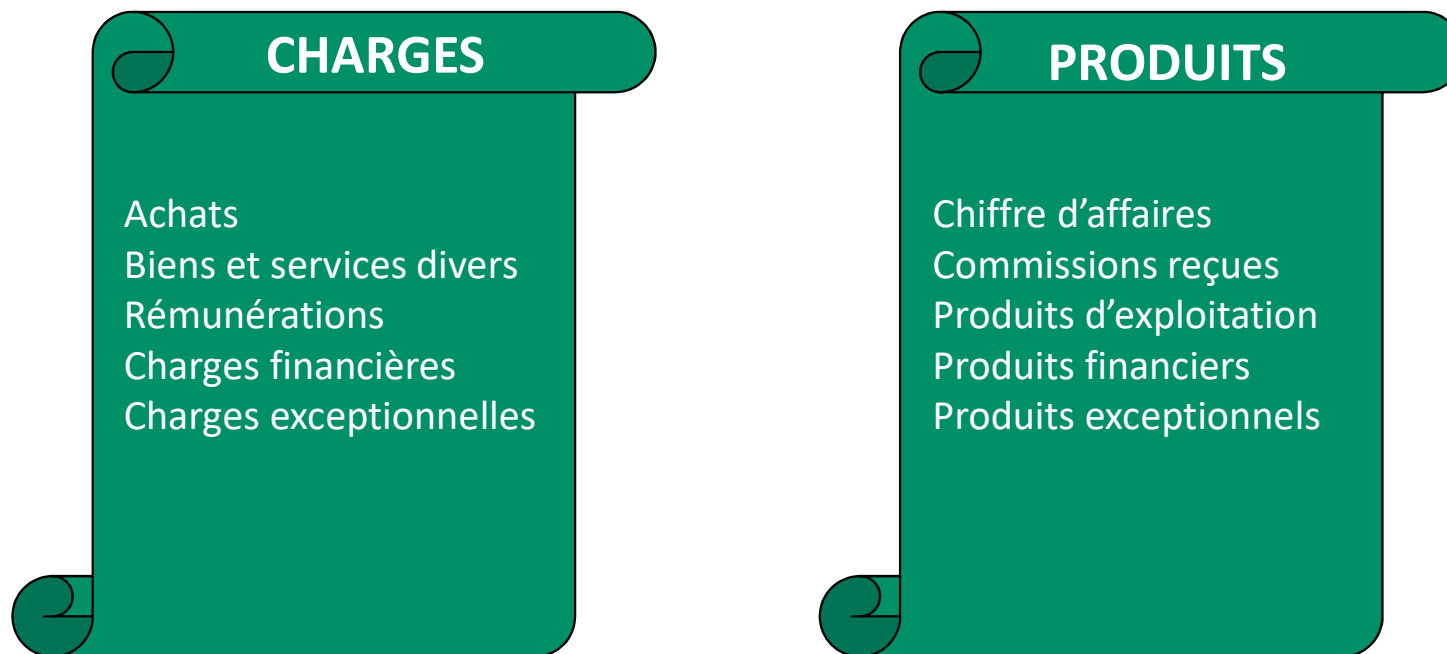 CHARGES
Achats
Biens et services divers
Rémunérations
Charges financières
Charges exceptionnelles
PRODUITS
Chiffre d’affaires
Commissions reçues
Produits d’exploitation
Produits financiers
Produits exceptionnels